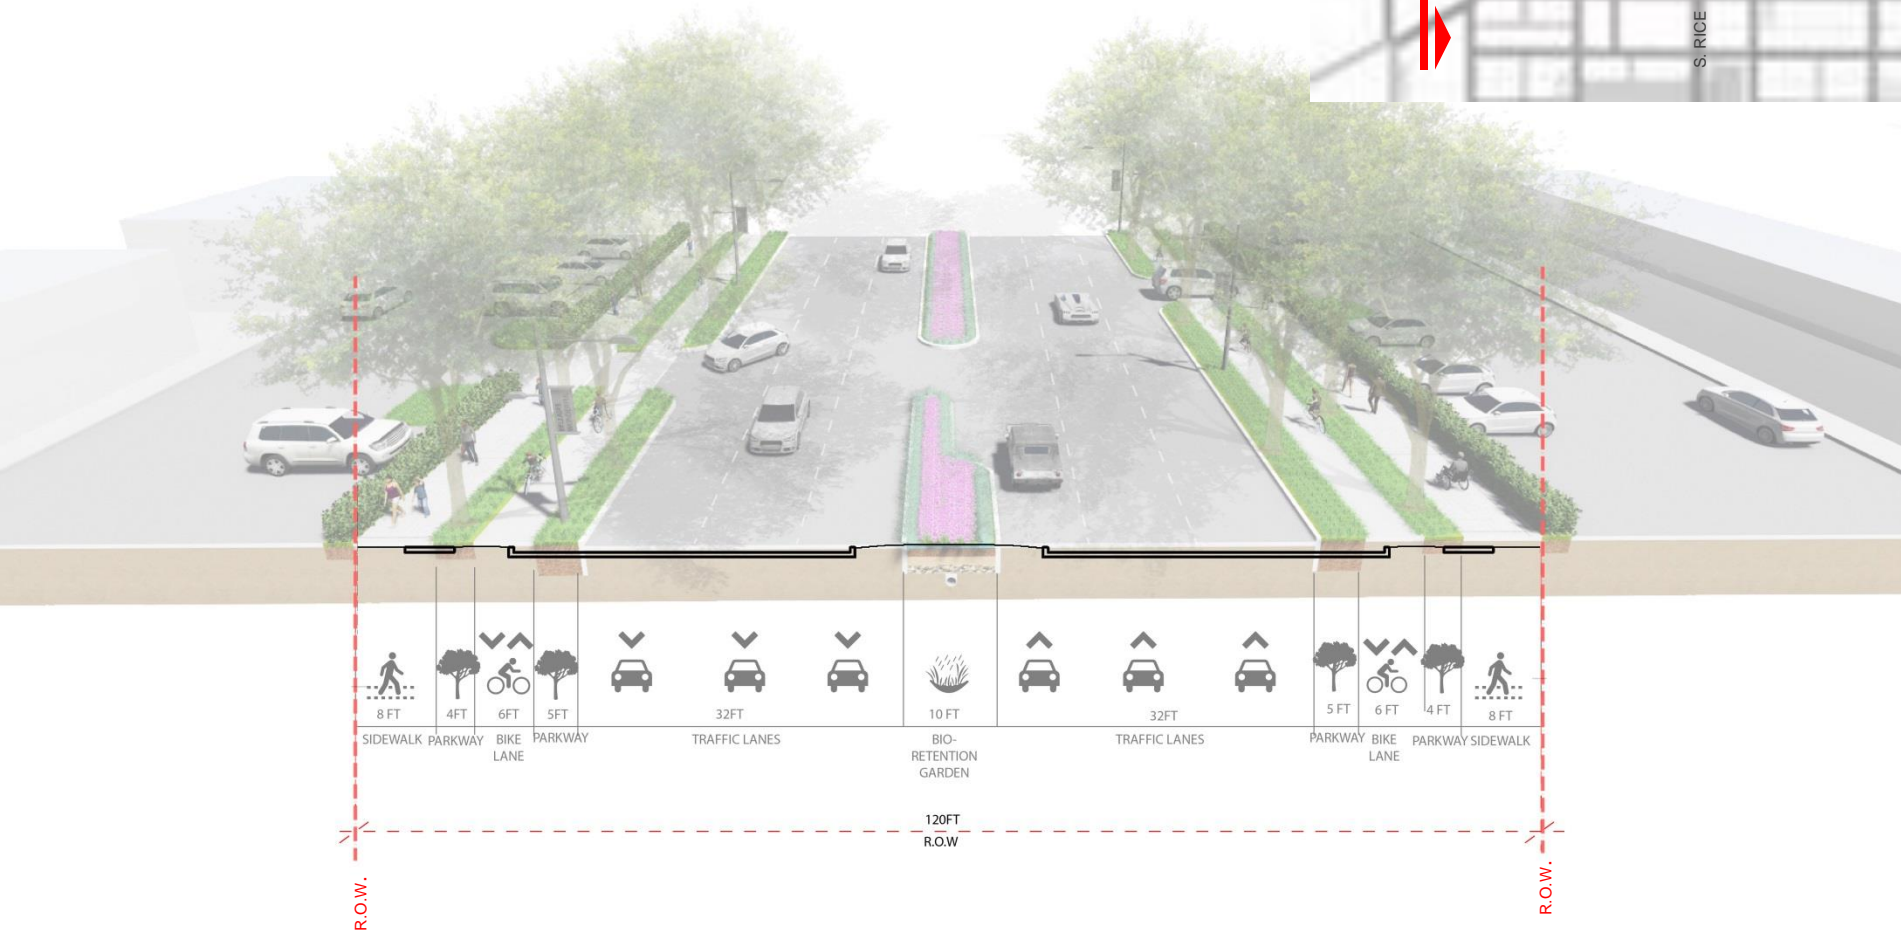 S. RICE
8 FT
4FT
6FT
5FT
32FT
10 FT
32FT
5 FT
6 FT
4 FT
8 FT
SIDEWALK
PARKWAY
BIKE
LANE
PARKWAY
TRAFFIC LANES
BIO-
RETENTION
GARDEN
TRAFFIC LANES
PARKWAY
BIKE
LANE
PARKWAY
SIDEWALK
120FT
R.O.W
R.O.W.
R.O.W.